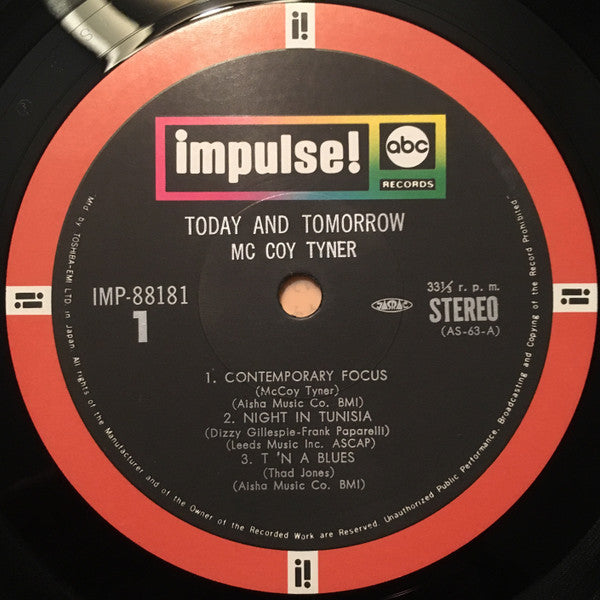 i!
impulse!
abc
RECORDS
TODAY AND TOMORROW
MC COY TYNER
IMP-88181
1
33⅓ r. p. m.
JASRAC
STEREO
(AS-63-A)
i!
i!
1. CONTEMPORARY FOCUS
(McCoy Tyner)
(Aisha Music Co. BMI)
2. NIGHT IN TUNISIA
(Dizzy Gillespie-Frank Paparelli)
(Leeds Music Inc. ASCAP)
3. T 'N A BLUES
(Thad Jones)
(Aisha Music Co. BMI)
Mfd by TOSHBA-EMI LTD in Japan. All rights of the Manufacturer and of the Owner of the Recorded Work are Reserved. Unauthorized Public Performance, Broadcasting and Copying of the Record Prohibited·
i!